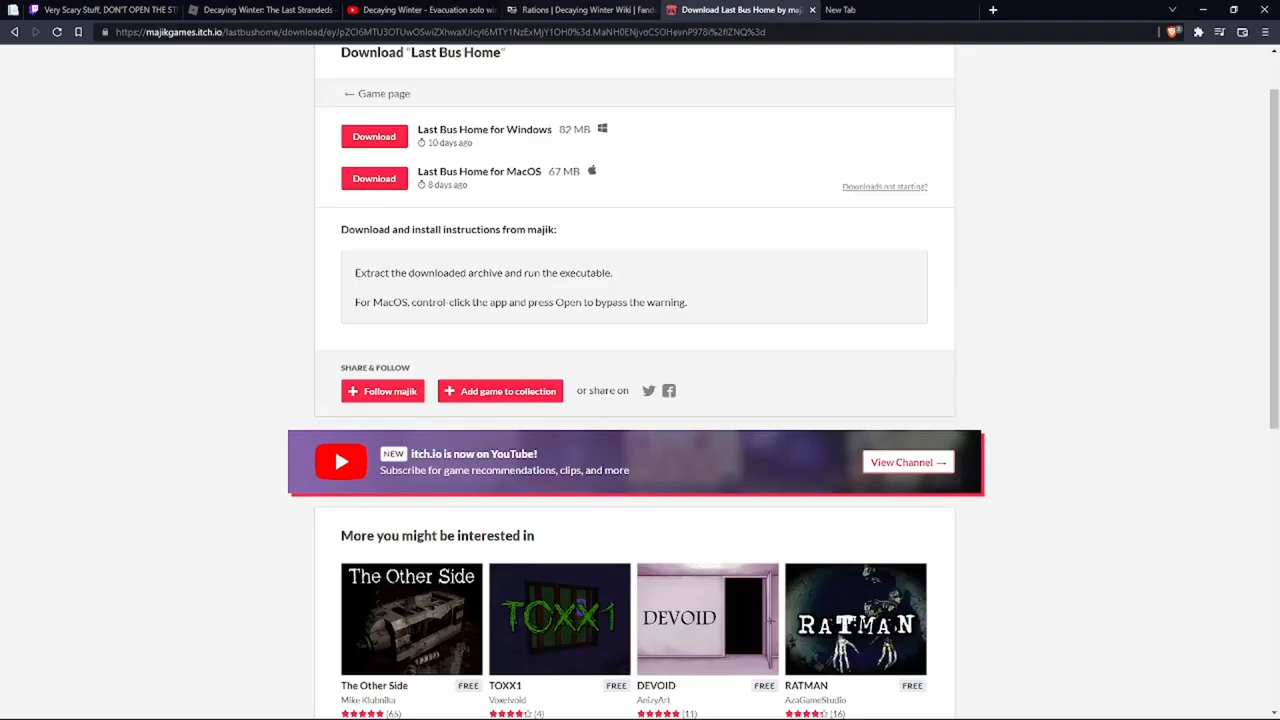 Very Scary Stuff, DON'T OPEN THE ST
Decaying Winter: The Last Strandeds
Decaying Winter - Evacuation solo wi
Rations | Decaying Winter Wiki | Fand
Download Last Bus Home by maj
New Tab
Download "Last Bus Home"
← Game page
Download Last Bus Home for Windows 82 MB
10 days ago
Download Last Bus Home for MacOS 67 MB
8 days ago
Downloads not starting?
Download and install instructions from majik:
Extract the downloaded archive and run the executable.
For MacOS, control-click the app and press Open to bypass the warning.
SHARE & FOLLOW
Follow majik
Add game to collection
or share on
NEW itch.io is now on YouTube!
Subscribe for game recommendations, clips, and more
View Channel →
More you might be interested in
The Other Side
TOXX1
DEVOID
RATMAN
The Other Side FREE
Mike Klubnika
(65)
TOXX1 FREE
Voxelvoid
(4)
DEVOID FREE
AnizyArt
(11)
RATMAN FREE
AzaGameStudio
(16)